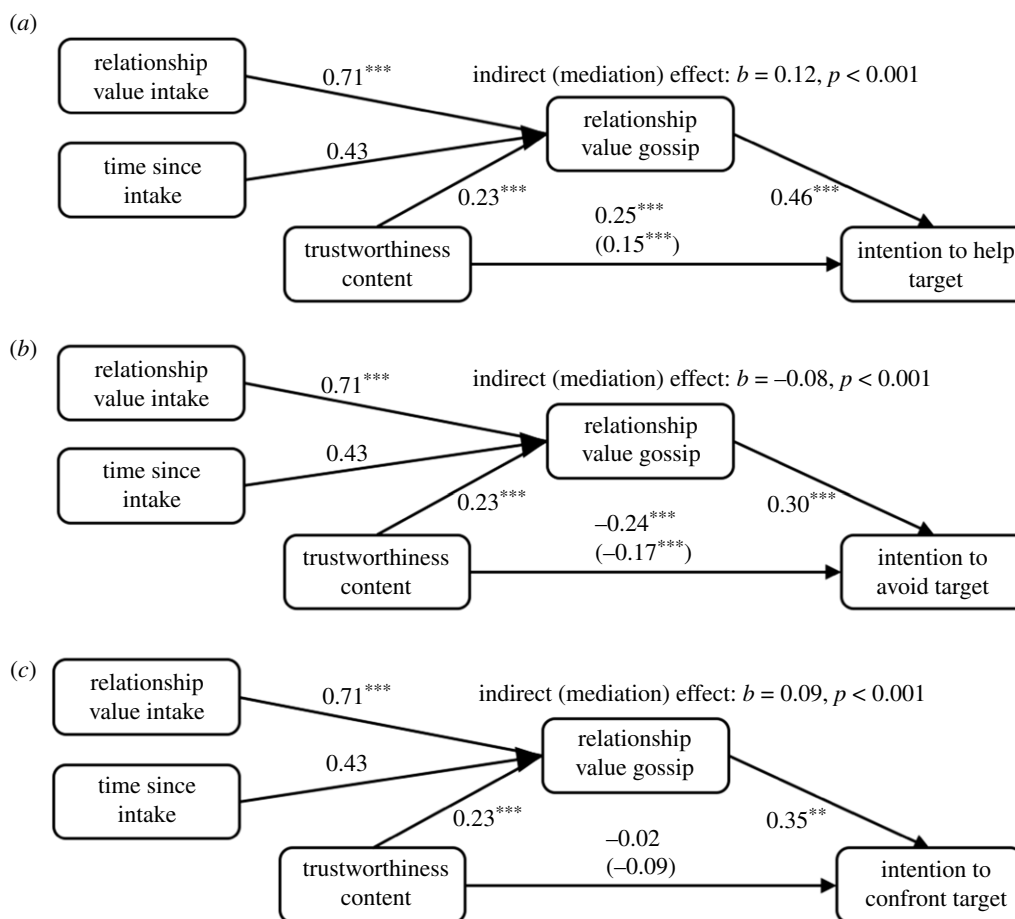 (a)
relationship
value intake
0.71***
indirect (mediation) effect: b = 0.12, p < 0.001
relationship
value gossip
time since
intake
0.43
0.23***
0.46***
0.25***
(0.15***)
trustworthiness
content
intention to help
target
(b)
relationship
value intake
0.71***
indirect (mediation) effect: b = –0.08, p < 0.001
relationship
value gossip
time since
intake
0.43
0.23***
0.30***
–0.24***
(–0.17***)
trustworthiness
content
intention to
avoid target
(c)
relationship
value intake
0.71***
indirect (mediation) effect: b = 0.09, p < 0.001
relationship
value gossip
time since
intake
0.43
0.23***
0.35**
–0.02
(–0.09)
trustworthiness
content
intention to
confront target